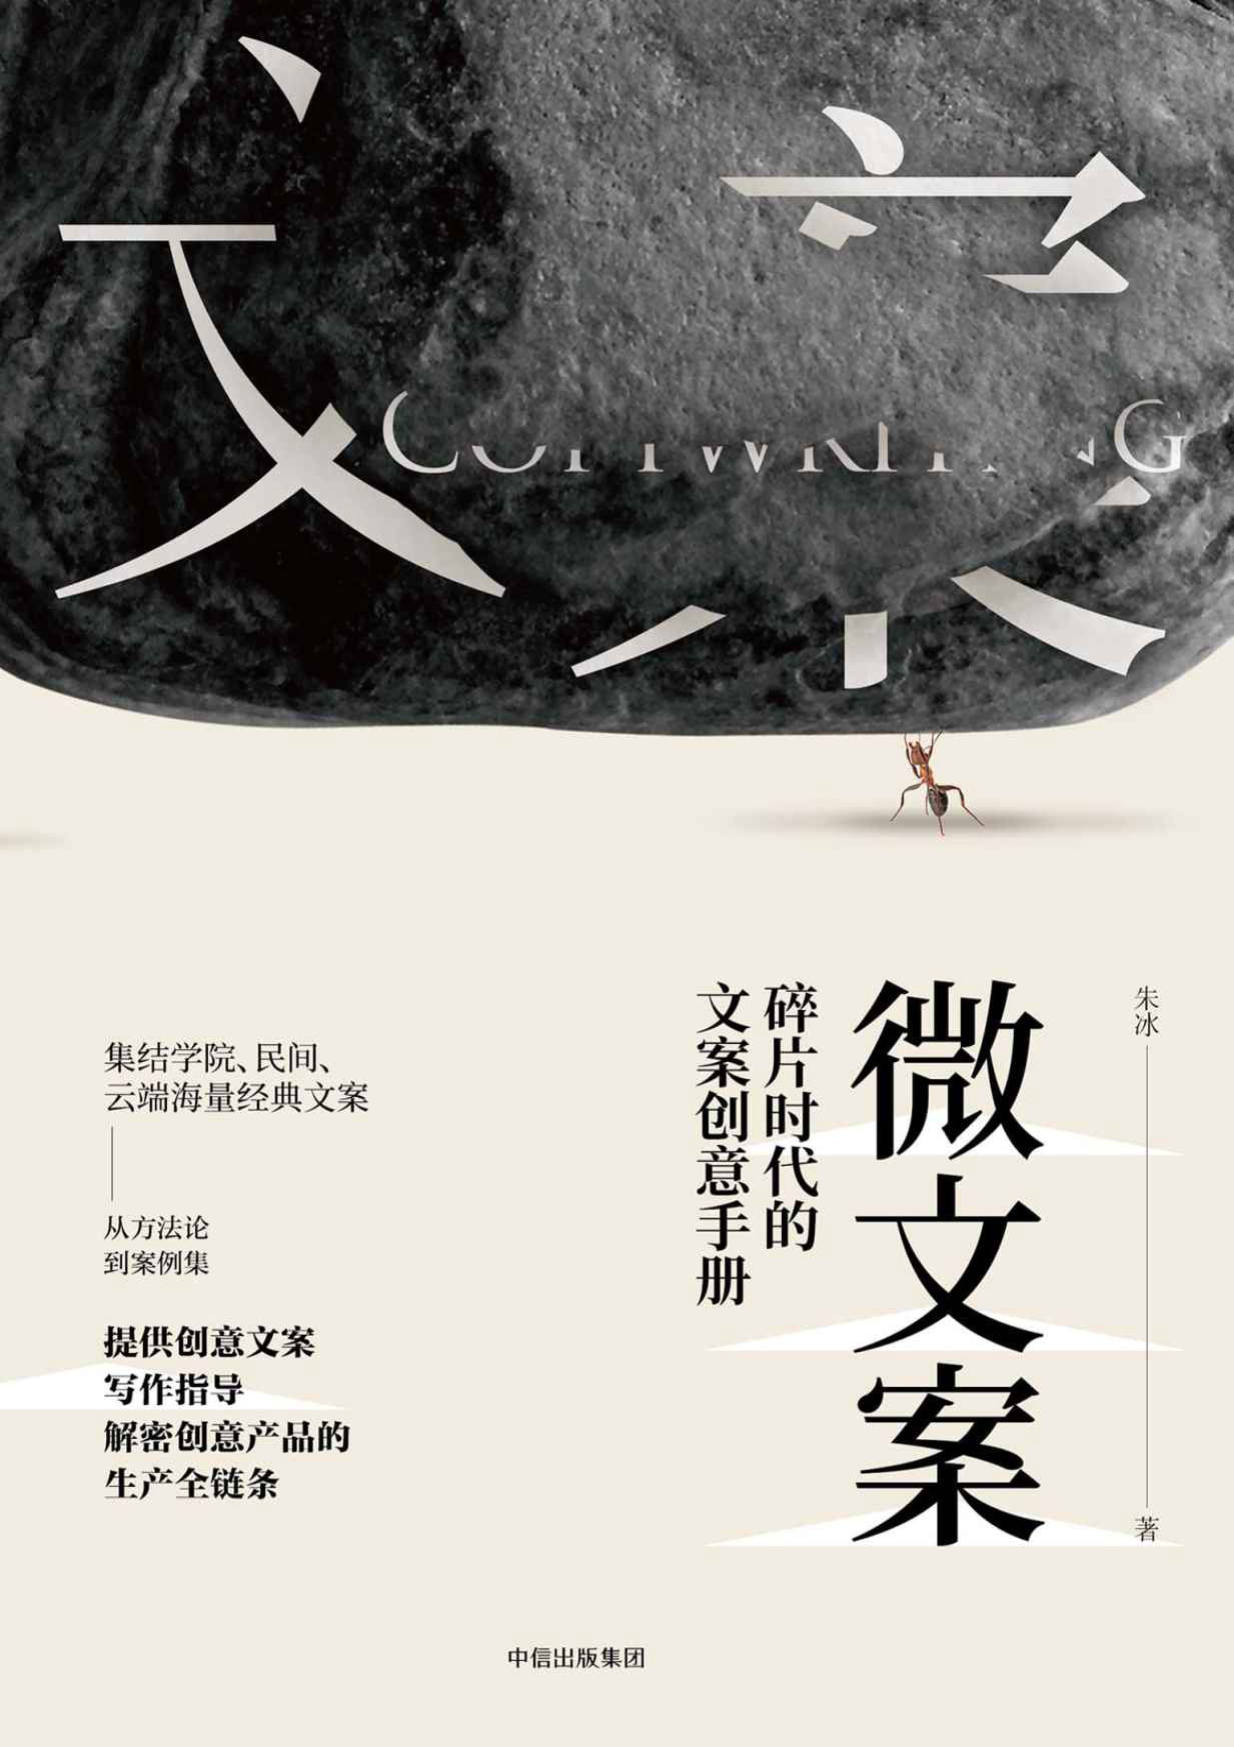 文案
COPYWRITING
朱冰 著
微文案
碎片时代的
文案创意手册
集结学院、民间、
云端海量经典文案
从方法论
到案例集
提供创意文案
写作指导
解密创意产品的
生产全链条
中信出版集团